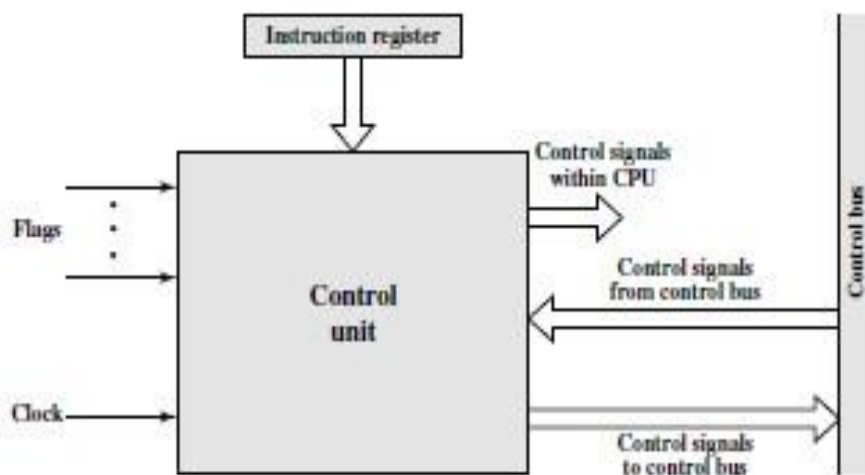 Instruction register
Control signals
within CPU
Flags
Control signals
from control bus
Control
unit
Control bus
Clock
Control signals
to control bus